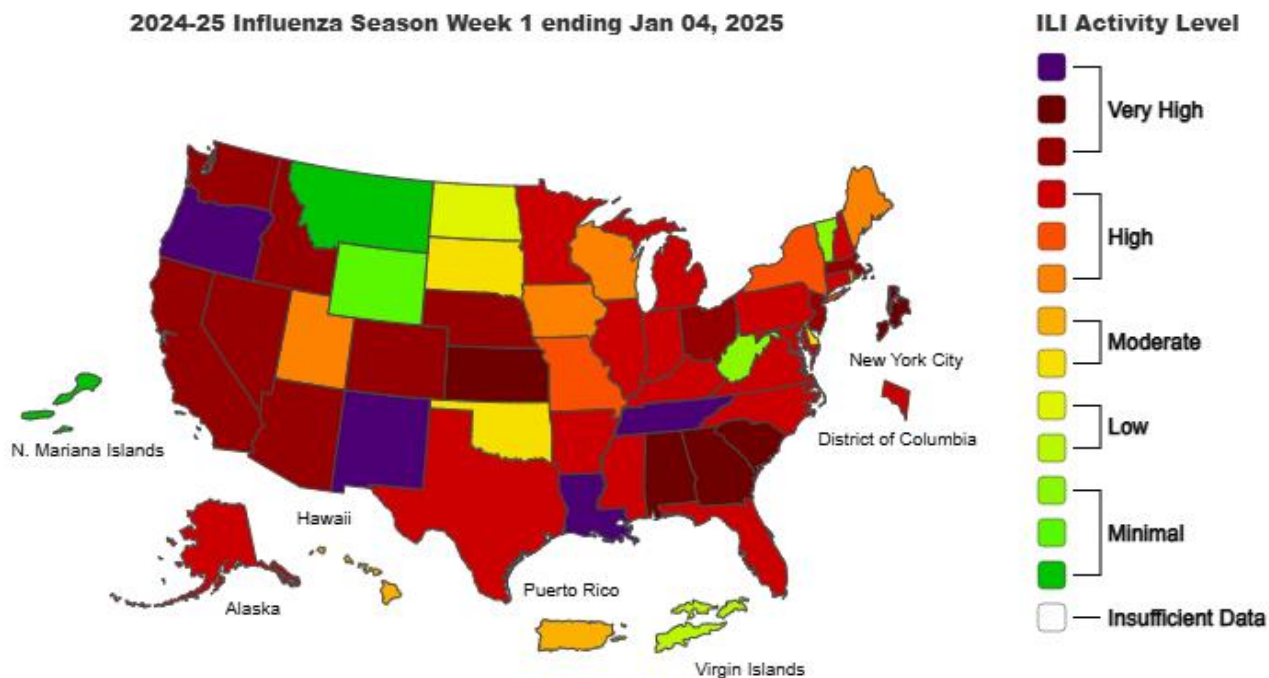 2024-25 Influenza Season Week 1 ending Jan 04, 2025
ILI Activity Level
Very High
High
Moderate
Low
Minimal
Insufficient Data
New York City
District of Columbia
N. Mariana Islands
Hawaii
Alaska
Puerto Rico
Virgin Islands